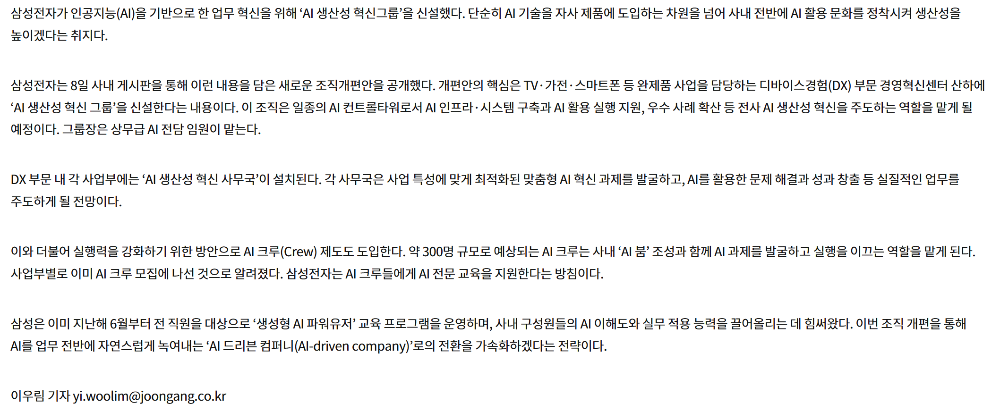 삼성전자가 인공지능(AI)을 기반으로 한 업무 혁신을 위해 ‘AI 생산성 혁신그룹’을 신설했다. 단순히 AI 기술을 자사 제품에 도입하는 차원을 넘어 사내 전반에 AI 활용 문화를 정착시켜 생산성을
높이겠다는 취지다.
삼성전자는 8일 사내 게시판을 통해 이런 내용을 담은 새로운 조직개편안을 공개했다. 개편안의 핵심은 TV·가전·스마트폰 등 완제품 사업을 담당하는 디바이스경험(DX) 부문 경영혁신센터 산하에
‘AI 생산성 혁신 그룹’을 신설한다는 내용이다. 이 조직은 일종의 AI 컨트롤타워로서 AI 인프라·시스템 구축과 AI 활용 실행 지원, 우수 사례 확산 등 전사 AI 생산성 혁신을 주도하는 역할을 맡게 될
예정이다. 그룹장은 상무급 AI 전담 임원이 맡는다.
DX 부문 내 각 사업부에는 ‘AI 생산성 혁신 사무국’이 설치된다. 각 사무국은 사업 특성에 맞게 최적화된 맞춤형 AI 혁신 과제를 발굴하고, AI를 활용한 문제 해결과 성과 창출 등 실질적인 업무를
주도하게 될 전망이다.
이와 더불어 실행력을 강화하기 위한 방안으로 AI 크루(Crew) 제도도 도입한다. 약 300명 규모로 예상되는 AI 크루는 사내 ‘AI 붐’ 조성과 함께 AI 과제를 발굴하고 실행을 이끄는 역할을 맡게 된다.
사업부별로 이미 AI 크루 모집에 나선 것으로 알려졌다. 삼성전자는 AI 크루들에게 AI 전문 교육을 지원한다는 방침이다.
삼성은 이미 지난해 6월부터 전 직원을 대상으로 ‘생성형 AI 파워유저’ 교육 프로그램을 운영하며, 사내 구성원들의 AI 이해도와 실무 적용 능력을 끌어올리는 데 힘써왔다. 이번 조직 개편을 통해
AI를 업무 전반에 자연스럽게 녹여내는 ‘AI 드리븐 컴퍼니(AI-driven company)’로의 전환을 가속화하겠다는 전략이다.
이우림 기자 yi.woolim@joongang.co.kr